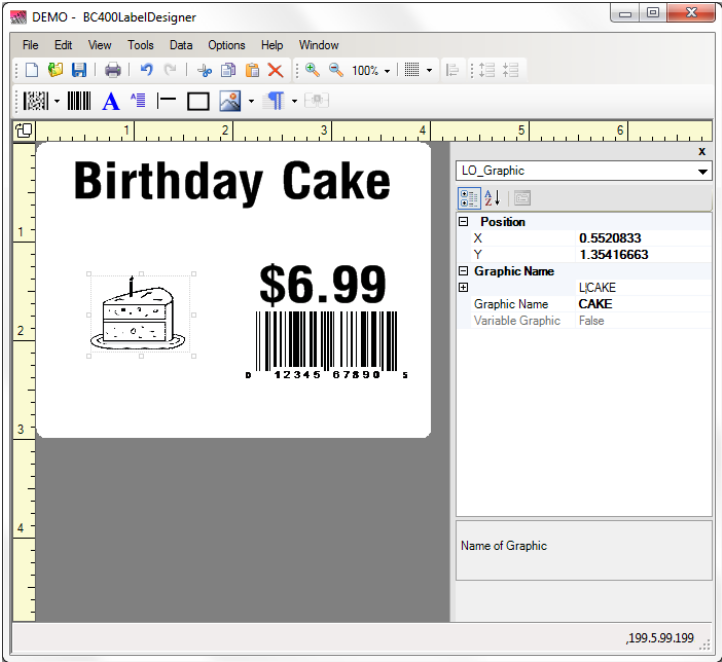 DEMO - BC400LabelDesigner
File Edit View Tools Data Options Help Window
100%
A
1 2 3 4 5 6
x
LO_Graphic
Birthday Cake
Position
X 0.5520833
Y 1.35416663
1
Graphic Name
L|CAKE
Graphic Name CAKE
Variable Graphic False
$6.99
2
0 12345 67890 5
3
4
Name of Graphic
,199.5.99.199